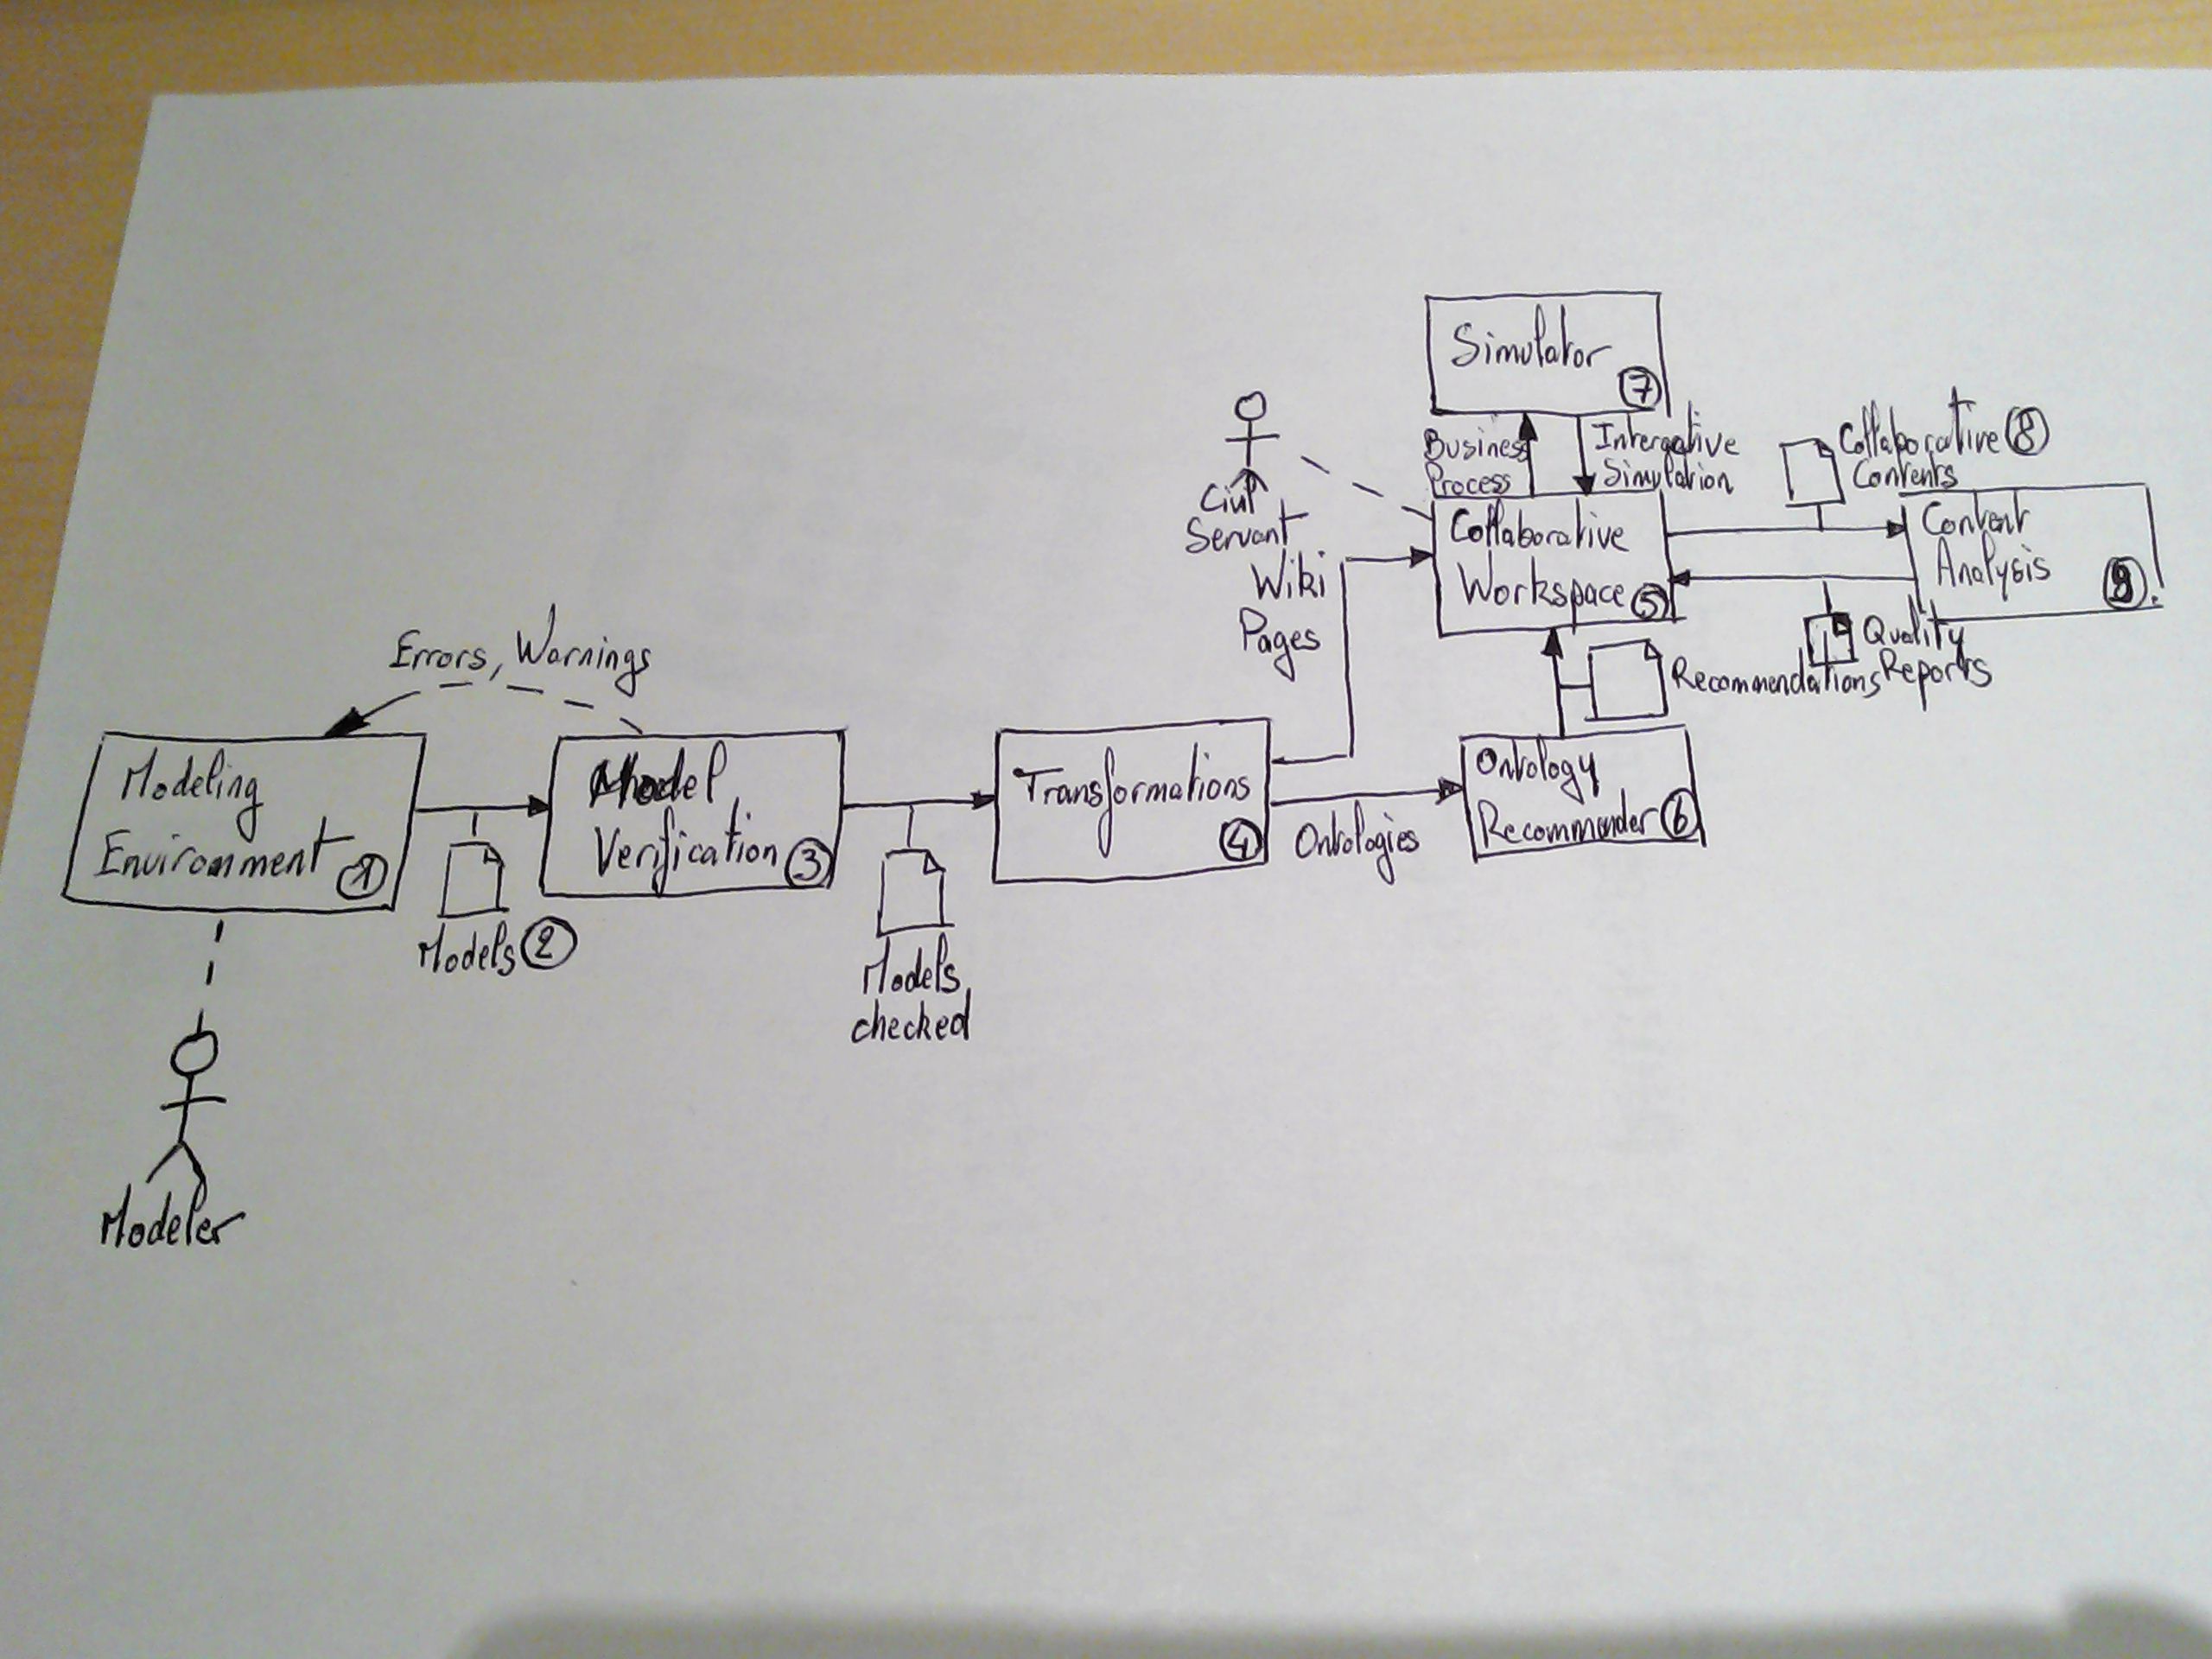 Simulator
7
Business
Process
Interactive
Simulation
Collaborative 8
Contents
Civil
Servant
Collaborative
Workspace 5
Content
Analysis
9
Wiki
Pages
Quality
Reports
Recommendations
Errors, Warnings
Modeling
Environment 1
Model
Verification 3
Transformations
4
Ontologies
Ontology
Recommender 6
Models 2
Models
checked
Modeler